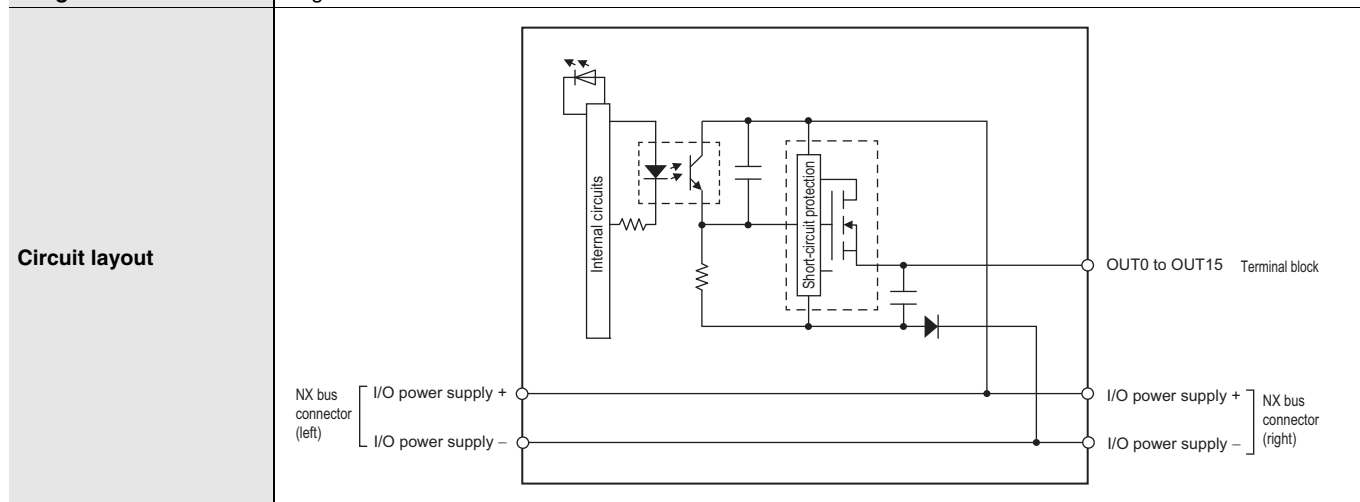 Circuit layout
Internal circuits
Short-circuit protection
OUT0 to OUT15 Terminal block
NX bus
connector
(left)
I/O power supply +
I/O power supply −
I/O power supply +
I/O power supply −
NX bus
connector
(right)